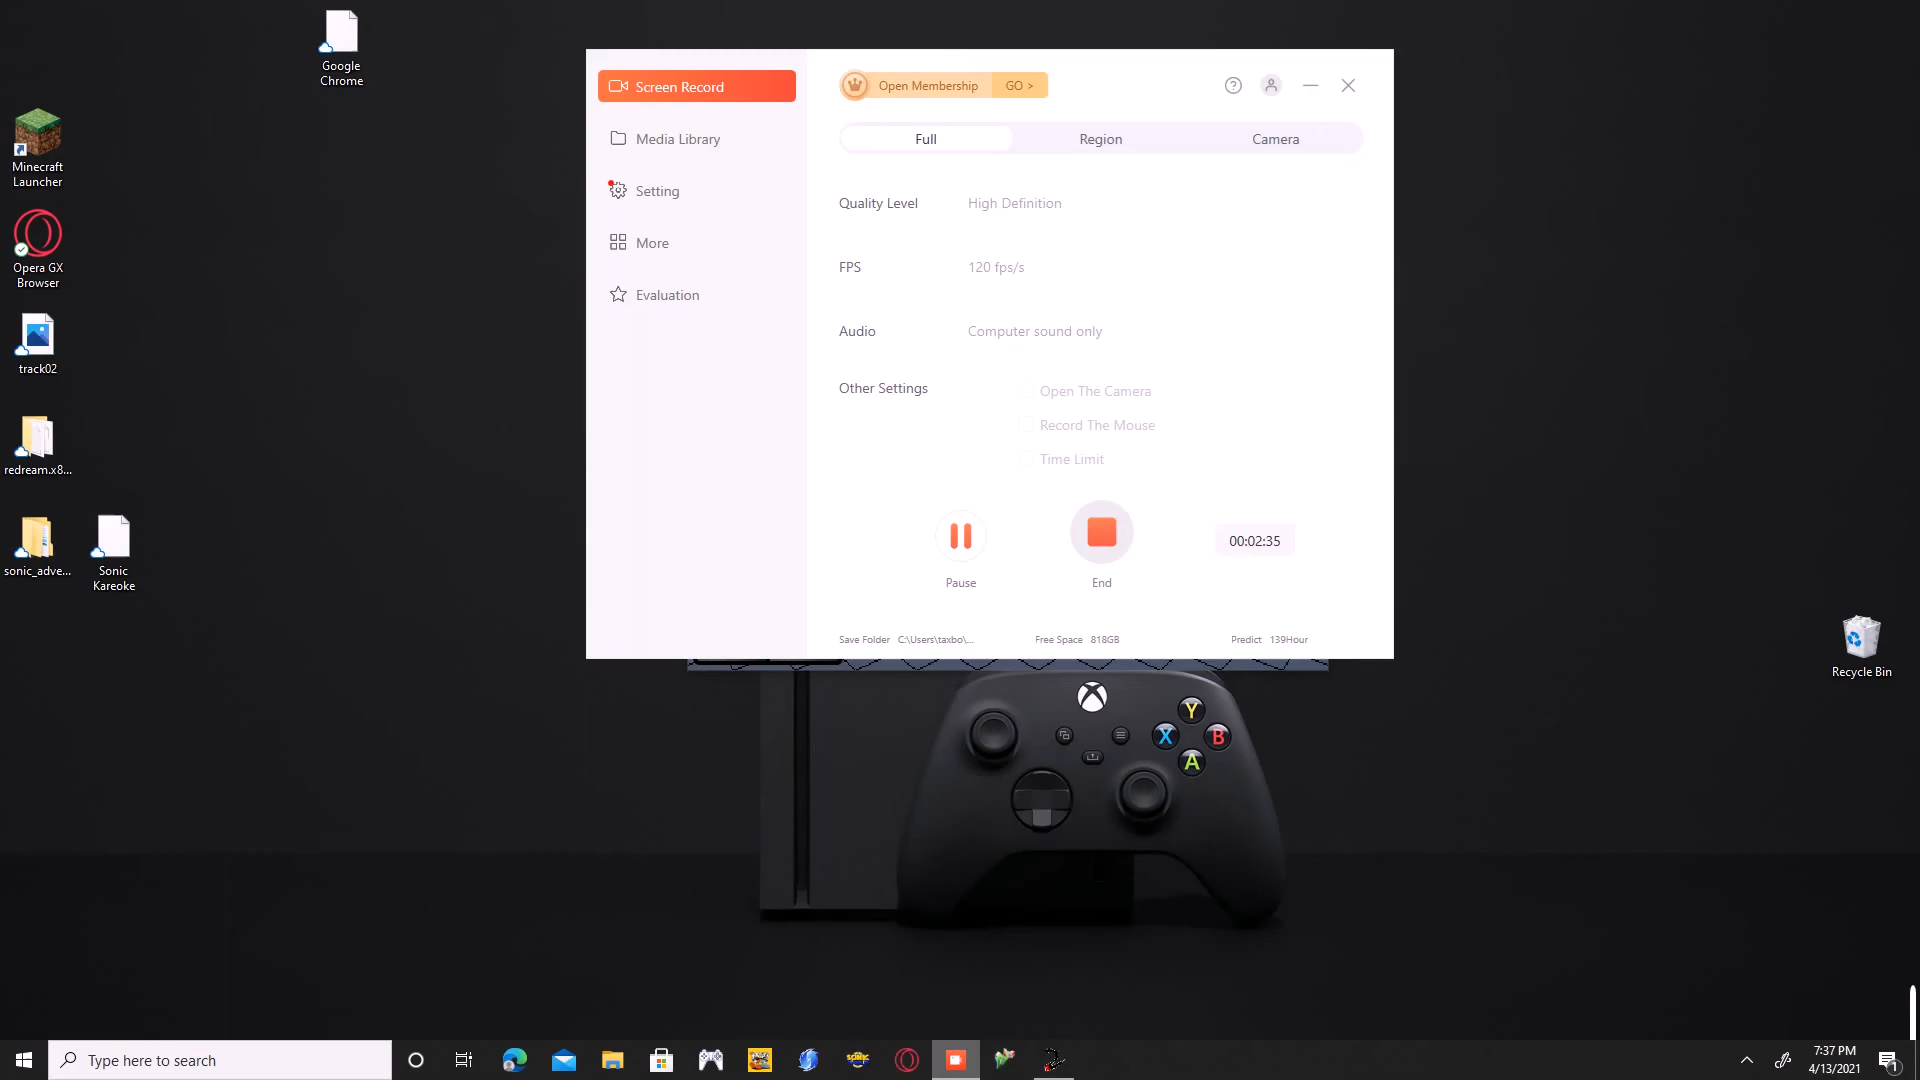 Google
Chrome
Minecraft
Launcher
Opera GX
Browser
track02
redream.x8...
sonic_adve...
Sonic
Kareoke
Screen Record
Media Library
Setting
More
Evaluation
Open Membership GO >
Full Region Camera
Quality Level High Definition
FPS 120 fps/s
Audio Computer sound only
Other Settings Open The Camera
Record The Mouse
Time Limit
00:02:35
Pause End
Save Folder C:\Users\taxbo\... Free Space 818GB Predict 139Hour
Y
X B
A
Recycle Bin
Type here to search
SONIC
7:37 PM
4/13/2021
1